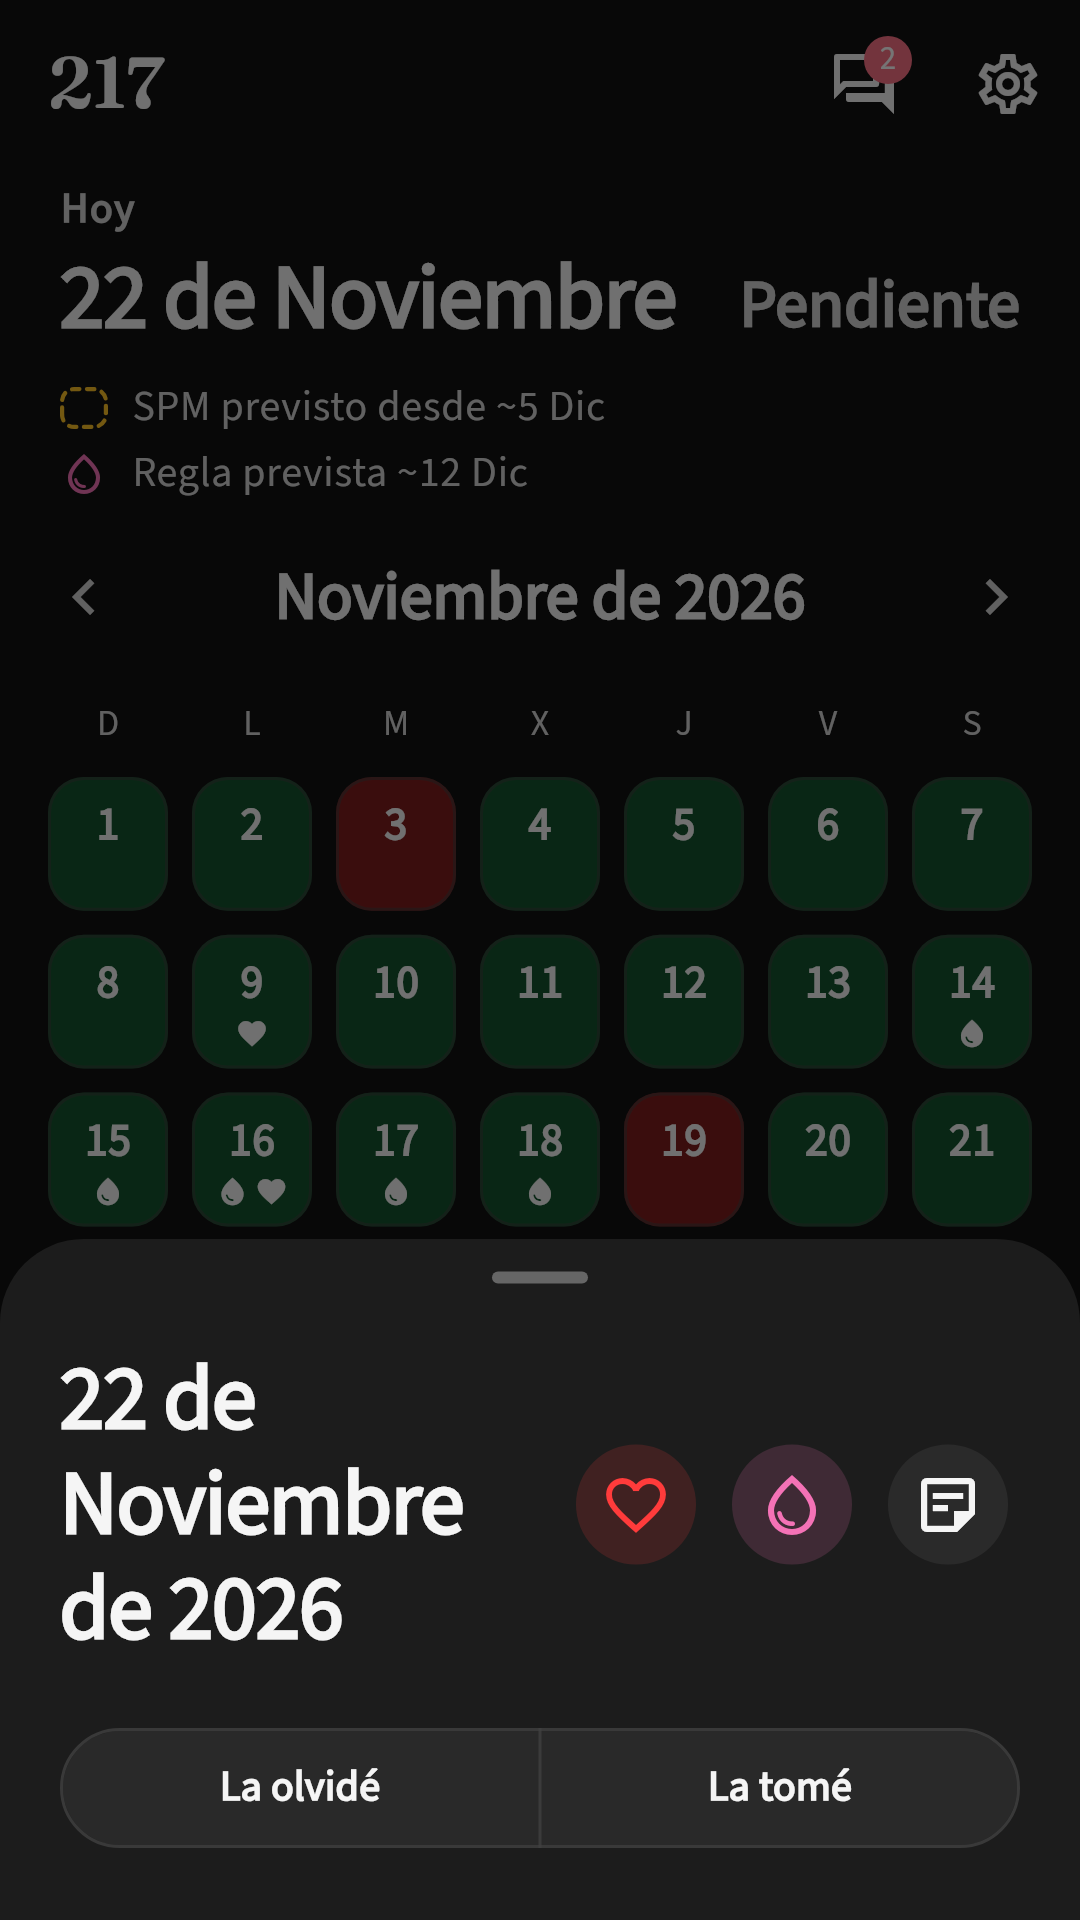 217
2
Hoy
22 de Noviembre
Pendiente
SPM previsto desde ~5 Dic
Regla prevista ~12 Dic
Noviembre de 2026
D L M X J V S
1 2 3 4 5 6 7
8 9 10 11 12 13 14
15 16 17 18 19 20 21
22 de
Noviembre
de 2026
La olvidé
La tomé